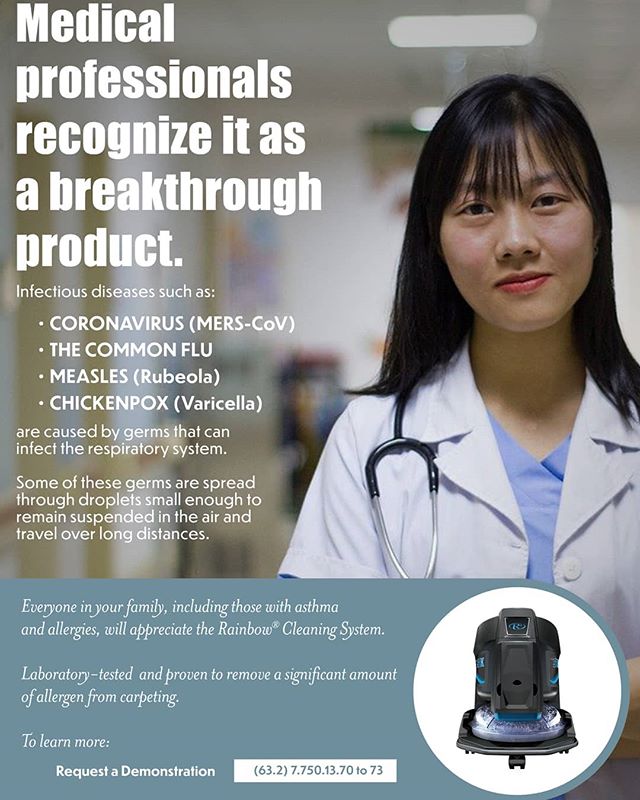 Medical
professionals
recognize it as
a breakthrough
product.
Infectious diseases such as:
• CORONAVIRUS (MERS-CoV)
• THE COMMON FLU
• MEASLES (Rubeola)
• CHICKENPOX (Varicella)
are caused by germs that can
infect the respiratory system.
Some of these germs are spread
through droplets small enough to
remain suspended in the air and
travel over long distances.
Everyone in your family, including those with asthma
and allergies, will appreciate the Rainbow® Cleaning System.
Laboratory-tested and proven to remove a significant amount
of allergen from carpeting.
To learn more:
Request a Demonstration (63.2) 7.750.13.70 to 73